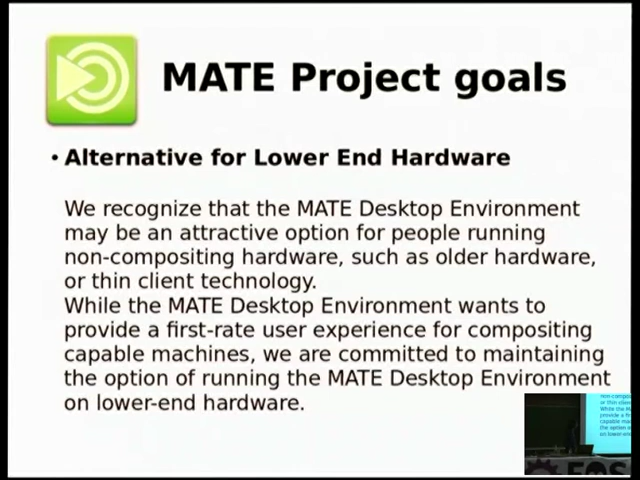 MATE Project goals
• Alternative for Lower End Hardware
We recognize that the MATE Desktop Environment
may be an attractive option for people running
non-compositing hardware, such as older hardware,
or thin client technology.
While the MATE Desktop Environment wants to
provide a first-rate user experience for compositing
capable machines, we are committed to maintaining
the option of running the MATE Desktop Environment
on lower-end hardware.